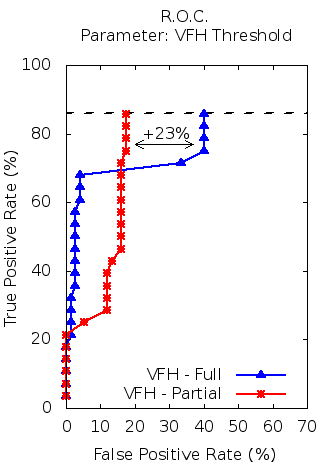 R.O.C.
Parameter: VFH Threshold
100
80
60
40
20
0
True Positive Rate (%)
+23%
VFH - Full
VFH - Partial
0 10 20 30 40 50 60 70
False Positive Rate (%)